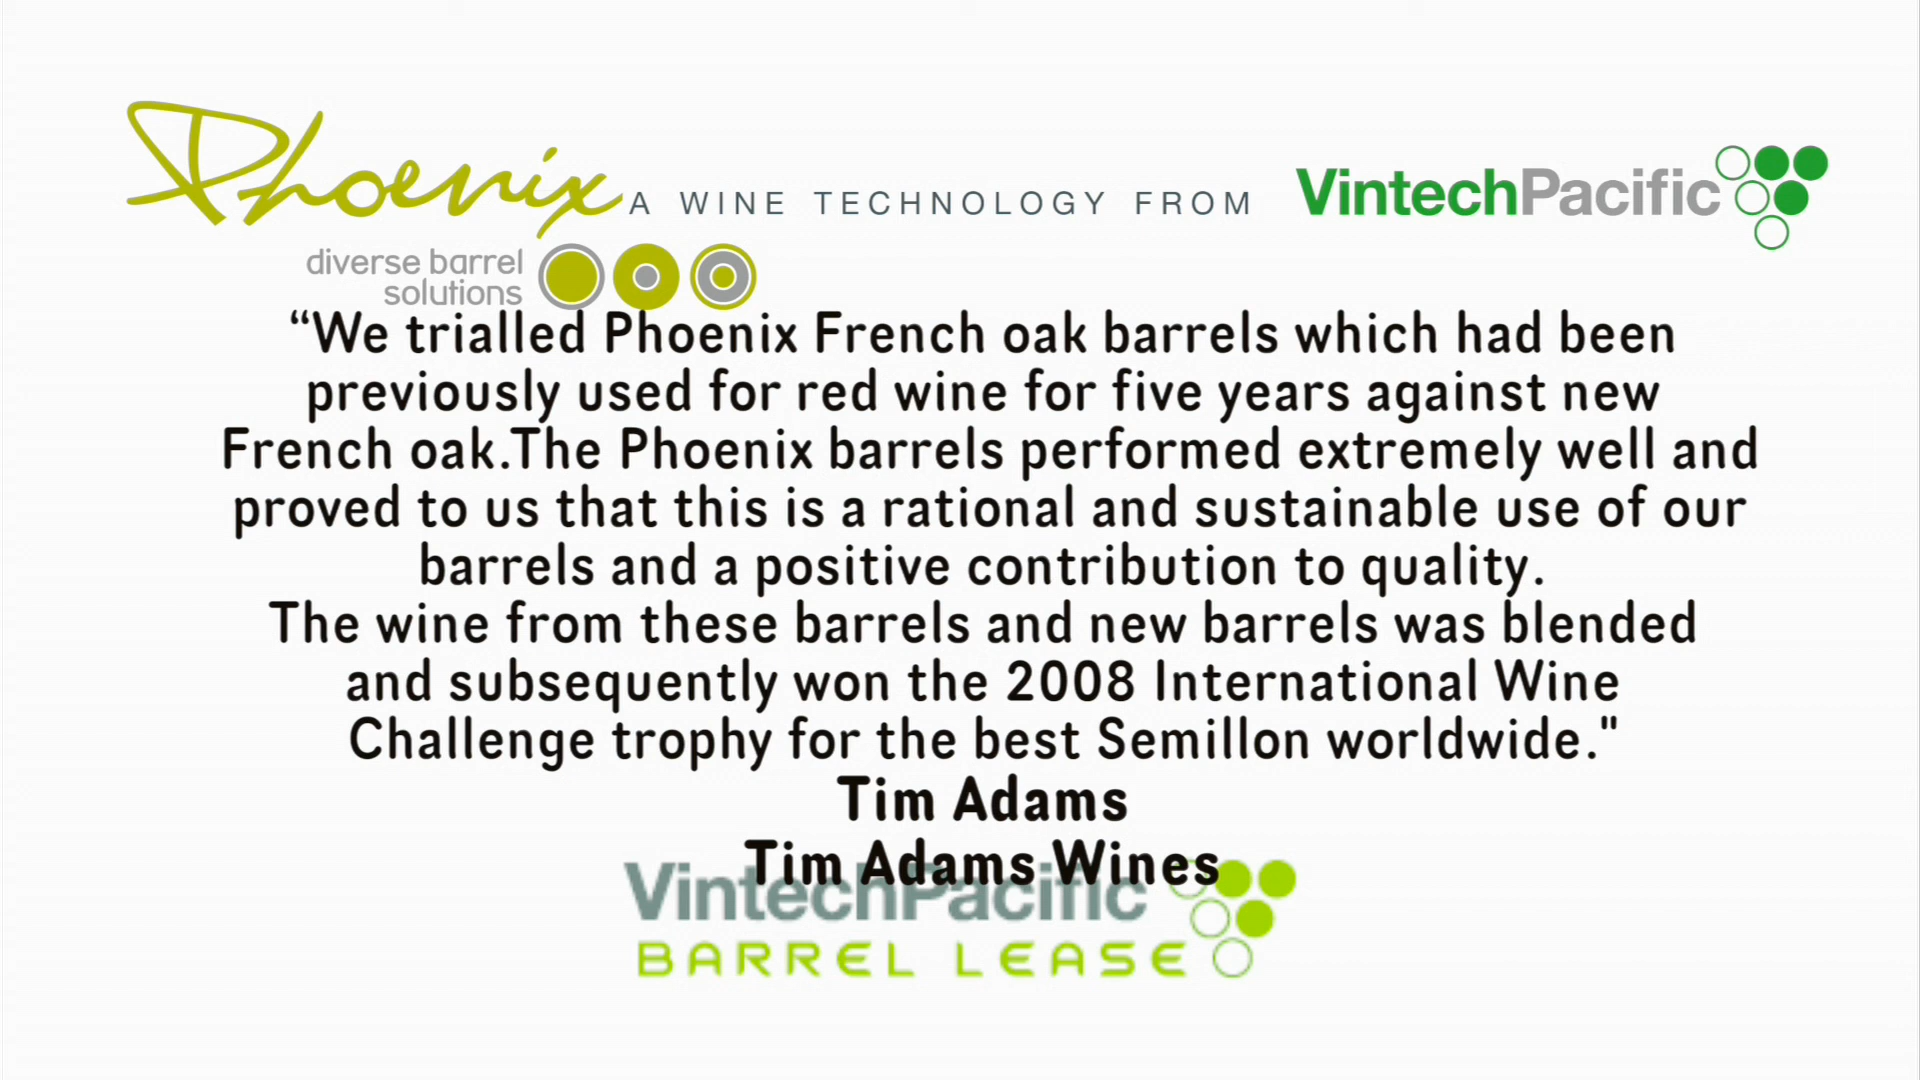 Phoenix A WINE TECHNOLOGY FROM VintechPacific
diverse barrel
solutions
“We trialled Phoenix French oak barrels which had been
previously used for red wine for five years against new
French oak.The Phoenix barrels performed extremely well and
proved to us that this is a rational and sustainable use of our
barrels and a positive contribution to quality.
The wine from these barrels and new barrels was blended
and subsequently won the 2008 International Wine
Challenge trophy for the best Semillon worldwide."
Tim Adams
Tim Adams Wines
VintechPacific
BARREL LEASE